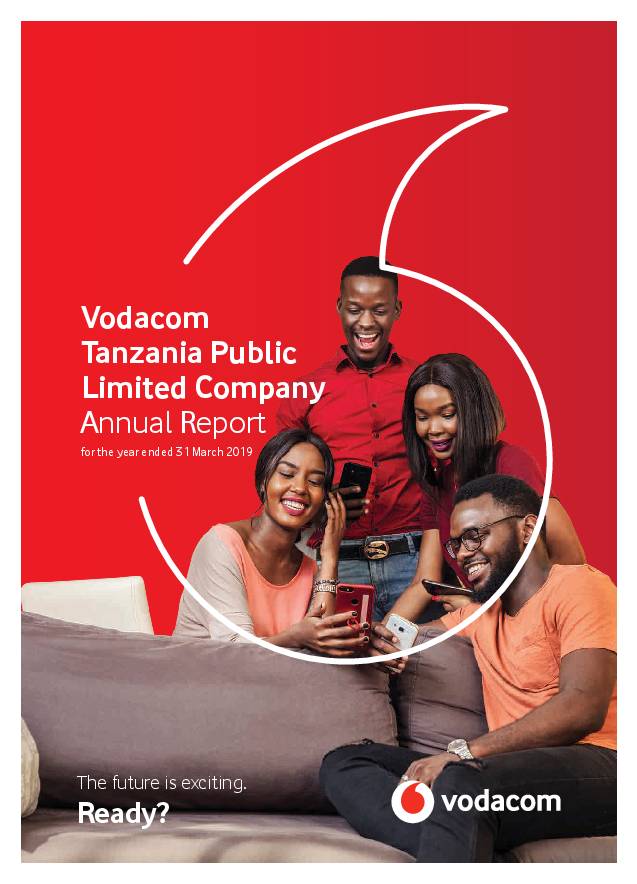 Vodacom
Tanzania Public
Limited Company
Annual Report
for the year ended 31 March 2019
The future is exciting.
Ready?
vodacom